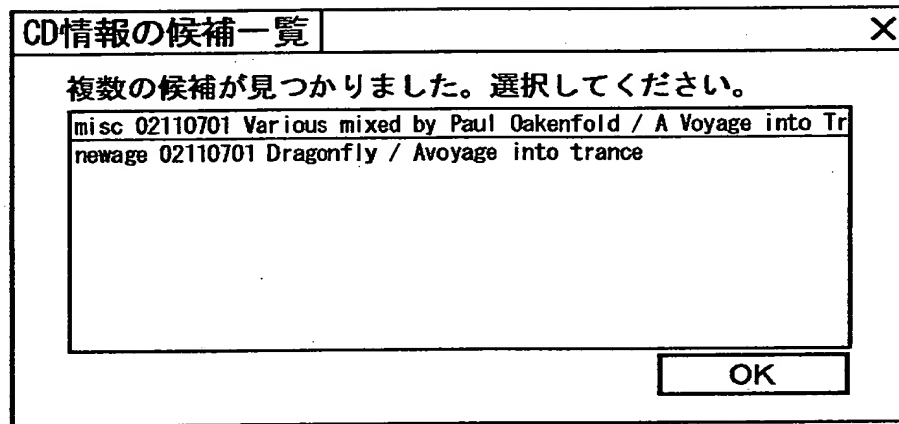 CD情報の候補一覧 ×
複数の候補が見つかりました。選択してください。
misc 02110701 Various mixed by Paul Oakenfold / A Voyage into Tr
newage 02110701 Dragonfly / Avoyage into trance
OK